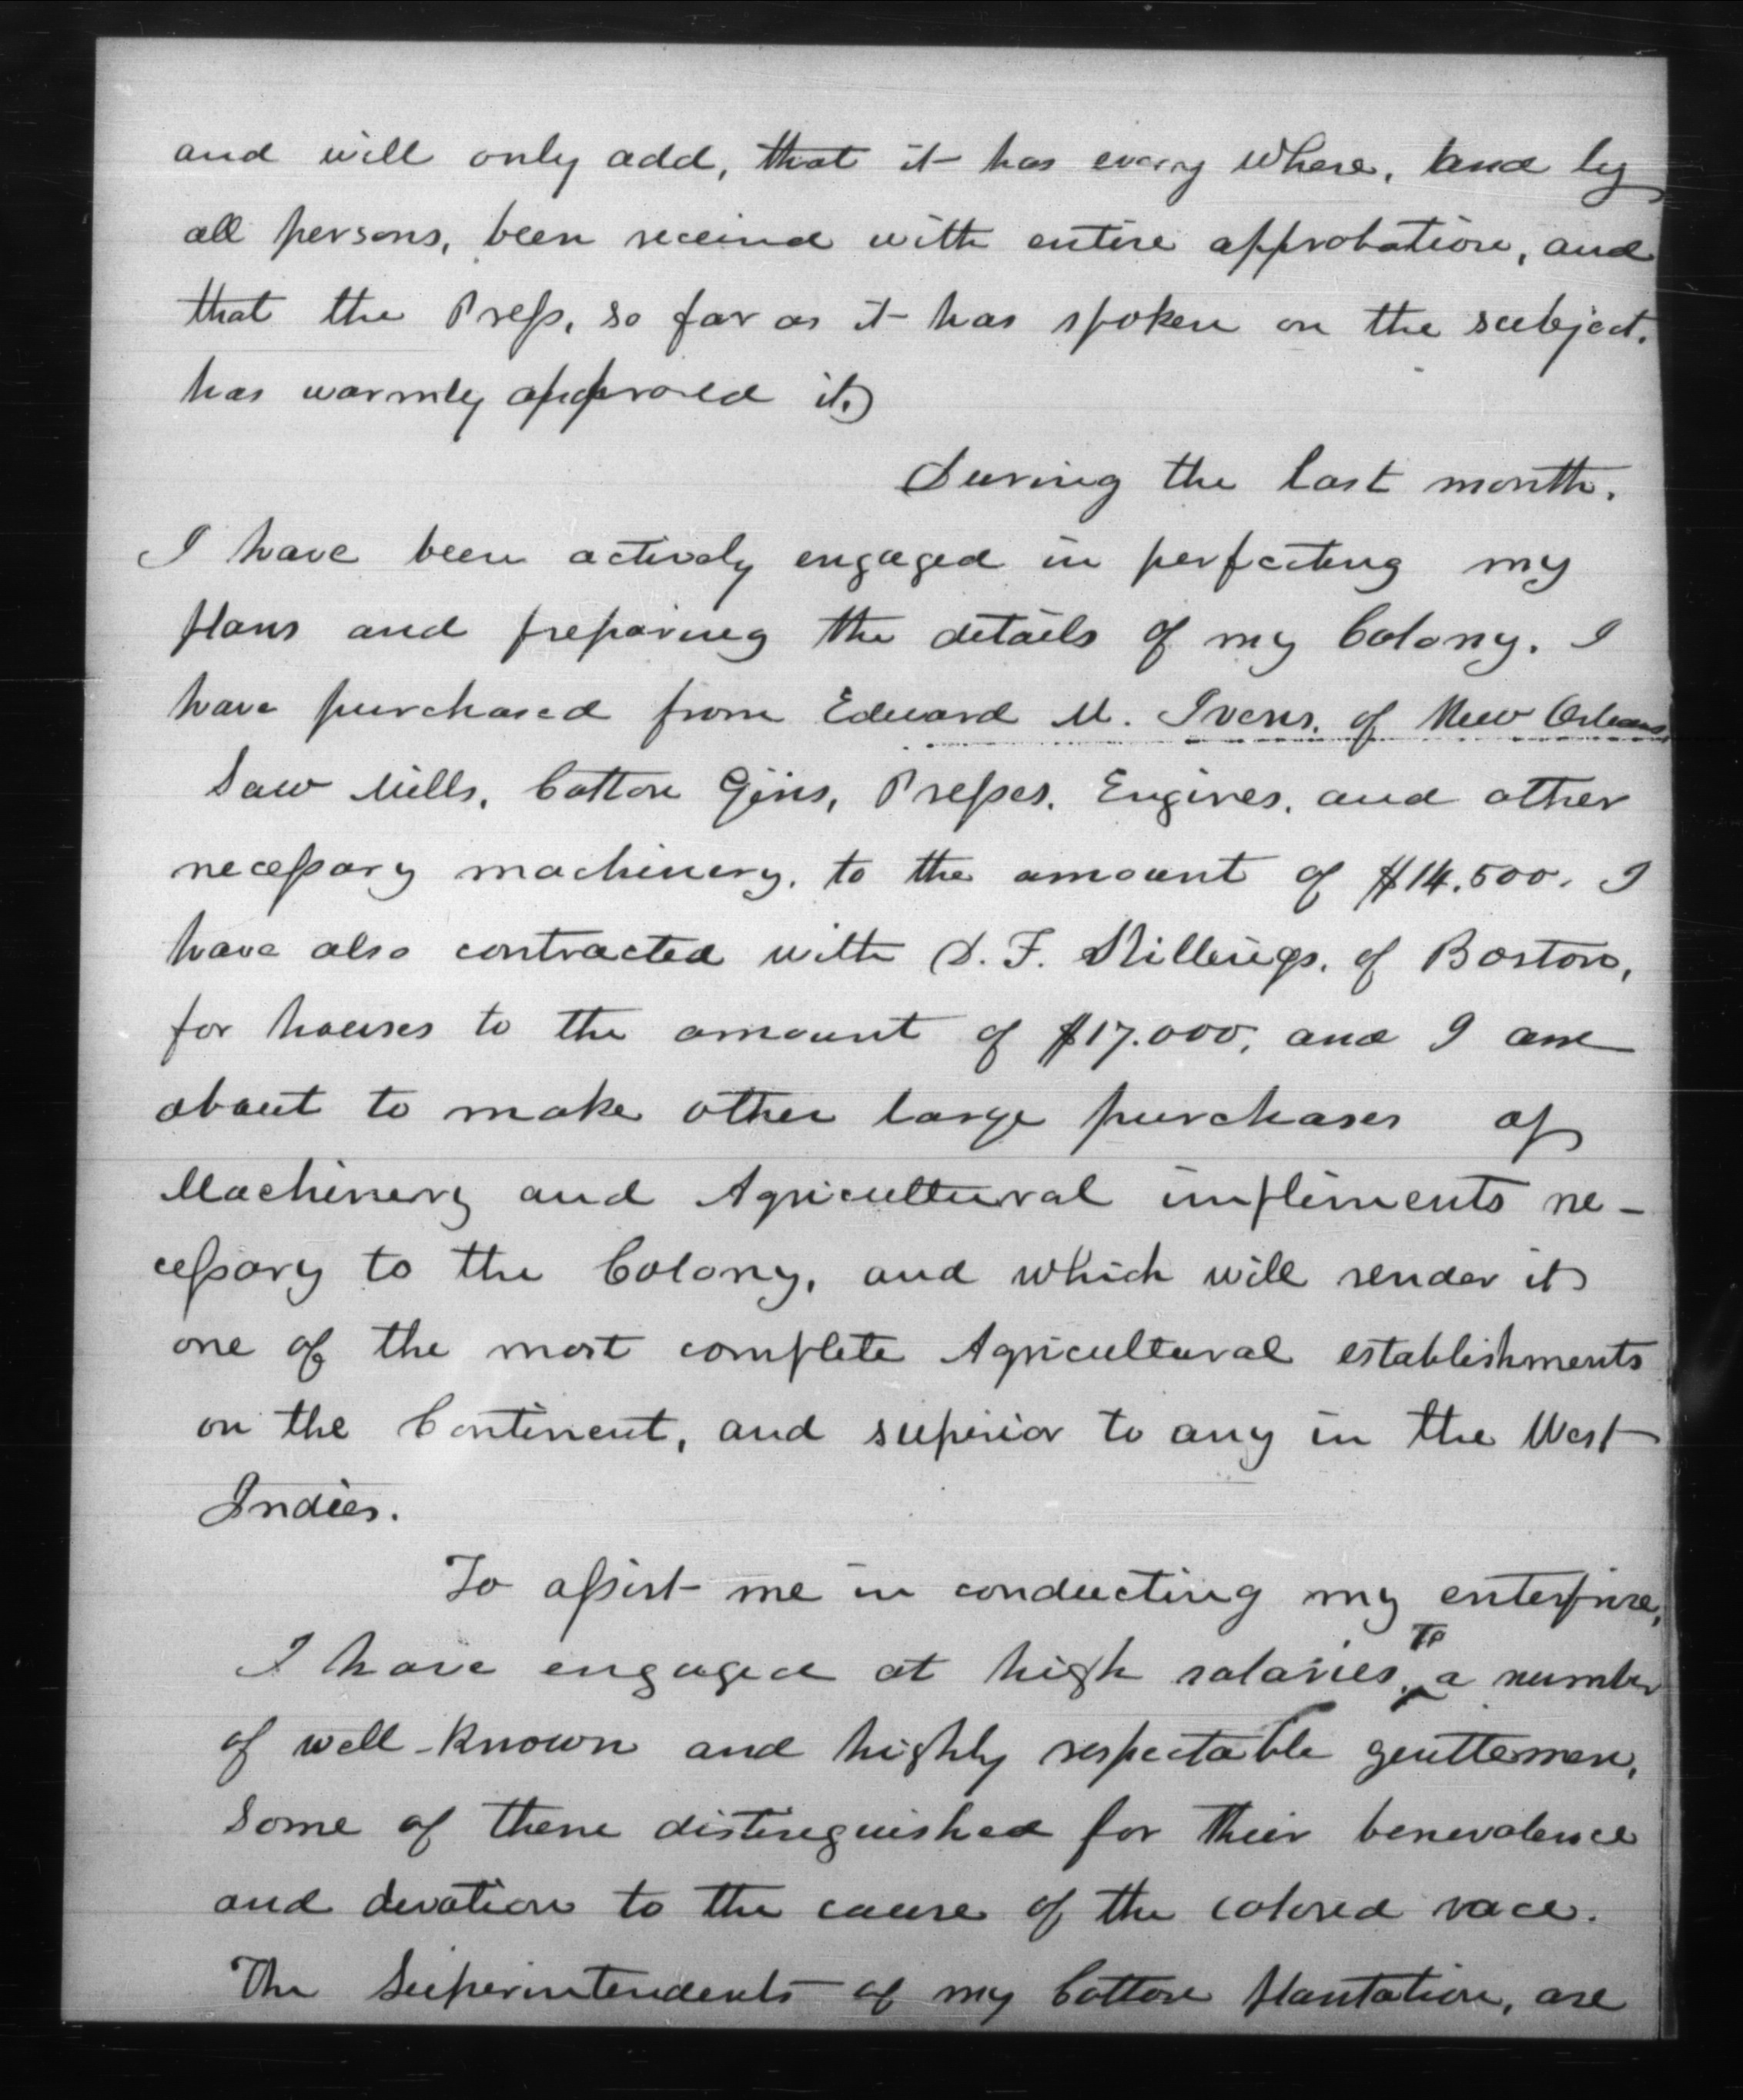 and will only add, that it has every where, and by
all persons, been received with entire approbation, and
that the Press, so far as it has spoken on the subject.
has warmly approved it.
During the last month.
I have been actively engaged in perfecting my
plans and preparing the details of my Colony. I
have purchased from Edward M. Ivens, of New Orleans,
Saw Mills, Cotton Gins, Presses, Engines, and other
necessary machinery, to the amount of $14.500. I
have also contracted with D. F. Skillings, of Boston,
for houses to the amount of $17.000, and I am
about to make other large purchases of
Machinery and Agricultural impliments ne-
cessary to the Colony, and which will render it
one of the most complete Agricultural establishments
on the Continent, and superior to any in the West
Indies.
To assist me in conducting my enterprise,
I have engaged at high salaries, To a number
of well-known and highly respectable gentlemen,
some of them distinguished for their benevolence
and devotion to the cause of the colored race.
The Superintendents of my Cotton plantation, are